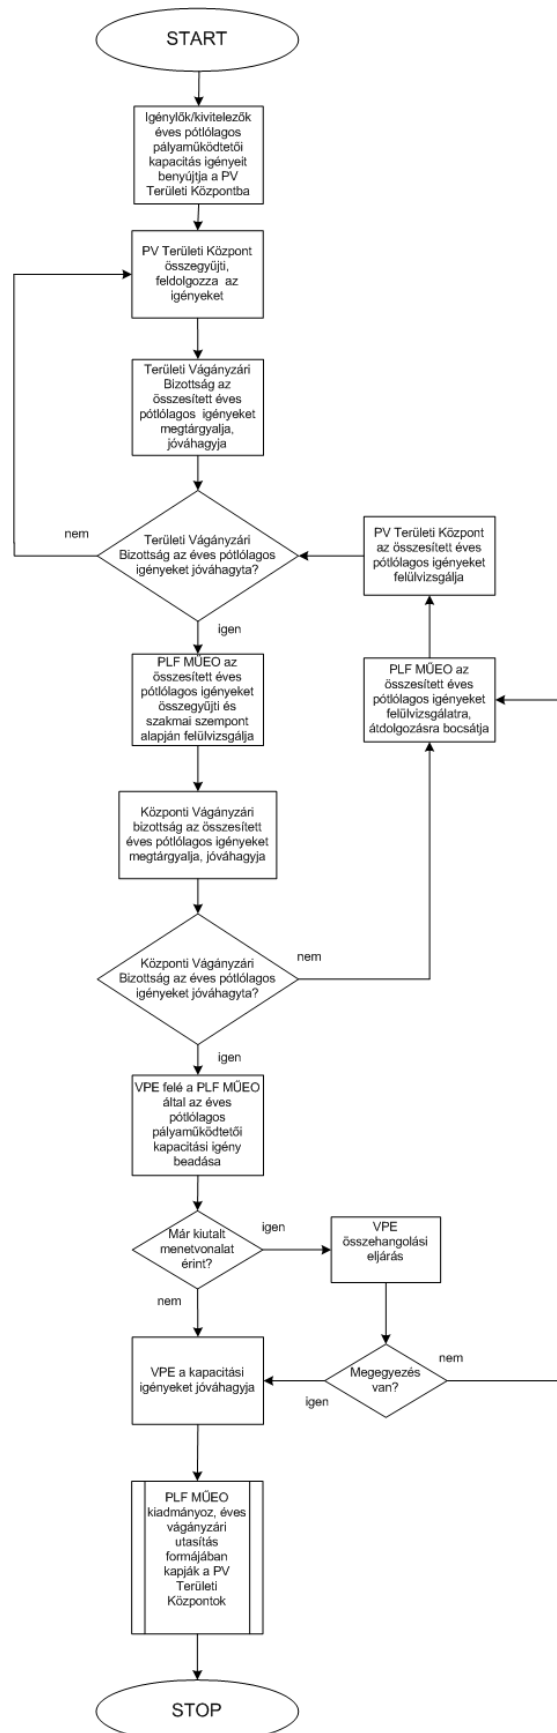 START
Igénylők/kivitelezők
éves pótlólagos
pályaműködtetői
kapacitás igényeit
benyújtja a PV
Területi Központba
PV Területi Központ
összegyűjti,
feldolgozza az
igényeket
Területi Vágányzári
Bizottság az
összesített éves
pótlólagos igényeket
megtárgyalja,
jóváhagyja
nem
Területi Vágányzári
Bizottság az éves pótlólagos
igényeket jóváhagyta?
PV Területi Központ
az összesített éves
pótlólagos igényeket
felülvizsgálja
igen
PLF MŰEO az
összesített éves
pótlólagos igényeket
összegyűjti és
szakmai szempont
alapján felülvizsgálja
PLF MŰEO az
összesített éves
pótlólagos igényeket
felülvizsgálatra,
átdolgozásra bocsátja
Központi Vágányzári
bizottság az összesített
éves pótlólagos igényeket
megtárgyalja, jóváhagyja
Központi Vágányzári
Bizottság az éves pótlólagos
igényeket jóváhagyta?
nem
igen
VPE felé a PLF MŰEO
által az éves
pótlólagos
pályaműködtetői
kapacitási igény
beadása
Már kiutalt
menetvonalat
érint?
igen
VPE
összehangolási
eljárás
nem
VPE a kapacitási
igényeket jóváhagyja
Megegyezés
van?
nem
igen
PLF MŰEO
kiadmányoz, éves
vágányzári
utasítás
formájában
kapják a PV
Területi
Központok
STOP